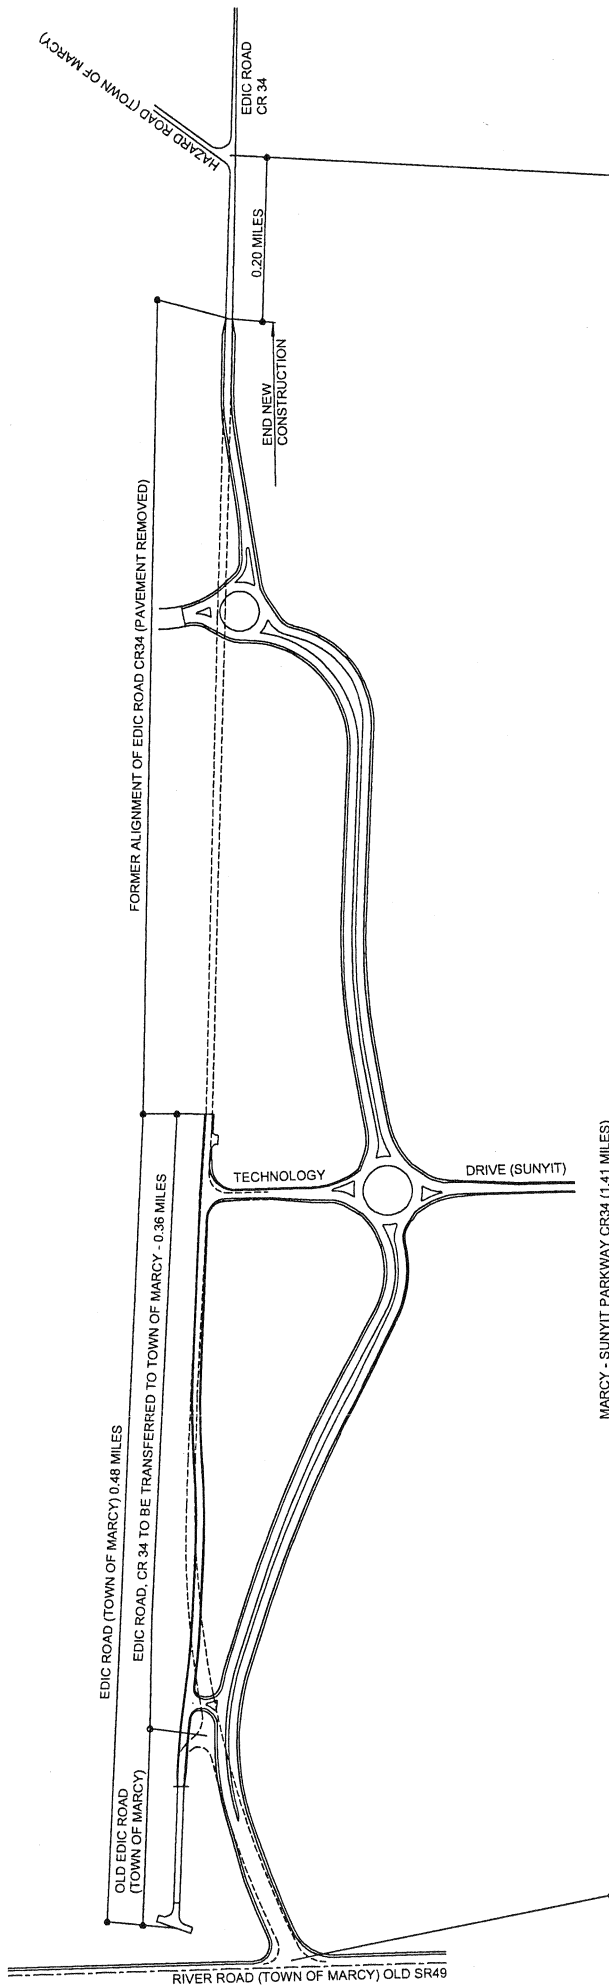 HAZARD ROAD (TOWN OF MARCY)
EDIC ROAD
CR 34
0.20 MILES
END NEW
CONSTRUCTION
FORMER ALIGNMENT OF EDIC ROAD CR34 (PAVEMENT REMOVED)
TECHNOLOGY
DRIVE (SUNYIT)
MARCY - SUNYIT PARKWAY CR34 (1.41 MILES)
EDIC ROAD, CR 34 TO BE TRANSFERRED TO TOWN OF MARCY - 0.36 MILES
EDIC ROAD (TOWN OF MARCY) 0.48 MILES
OLD EDIC ROAD
(TOWN OF MARCY)
RIVER ROAD (TOWN OF MARCY) OLD SR49